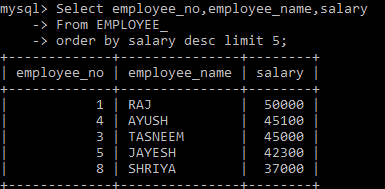 mysql> Select employee_no,employee_name,salary
    -> From EMPLOYEE_
    -> order by salary desc limit 5;
+-------------+---------------+--------+
| employee_no | employee_name | salary |
+-------------+---------------+--------+
|           1 | RAJ           |  50000 |
|           4 | AYUSH         |  45100 |
|           3 | TASNEEM       |  45000 |
|           5 | JAYESH        |  42300 |
|           8 | SHRIYA        |  37000 |
+-------------+---------------+--------+